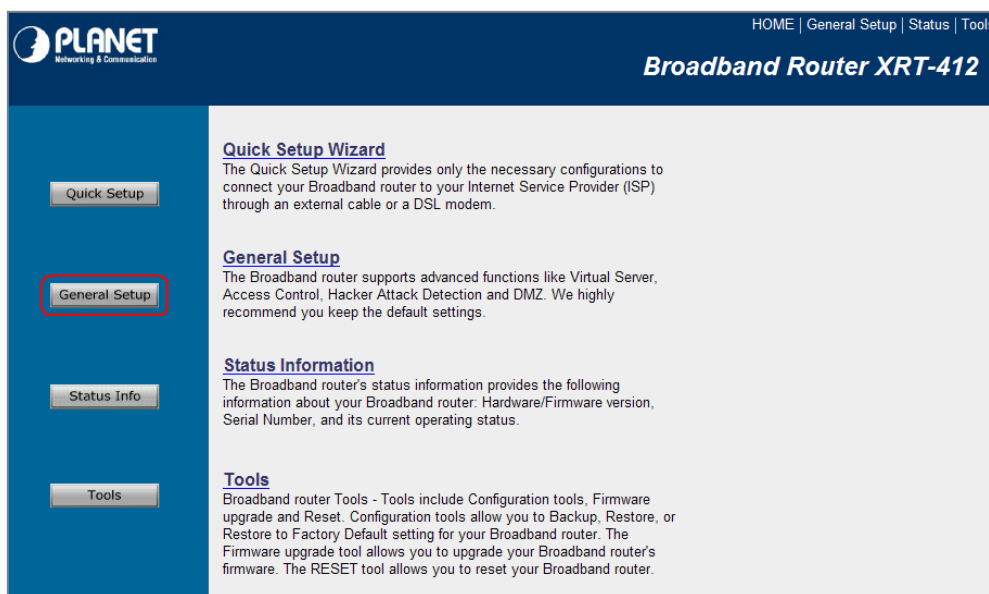 PLANET
Networking & Communication
HOME | General Setup | Status | Tools
Broadband Router XRT-412
Quick Setup
Quick Setup Wizard
The Quick Setup Wizard provides only the necessary configurations to
connect your Broadband router to your Internet Service Provider (ISP)
through an external cable or a DSL modem.
General Setup
General Setup
The Broadband router supports advanced functions like Virtual Server,
Access Control, Hacker Attack Detection and DMZ. We highly
recommend you keep the default settings.
Status Info
Status Information
The Broadband router's status information provides the following
information about your Broadband router: Hardware/Firmware version,
Serial Number, and its current operating status.
Tools
Tools
Broadband router Tools - Tools include Configuration tools, Firmware
upgrade and Reset. Configuration tools allow you to Backup, Restore, or
Restore to Factory Default setting for your Broadband router. The
Firmware upgrade tool allows you to upgrade your Broadband router's
firmware. The RESET tool allows you to reset your Broadband router.